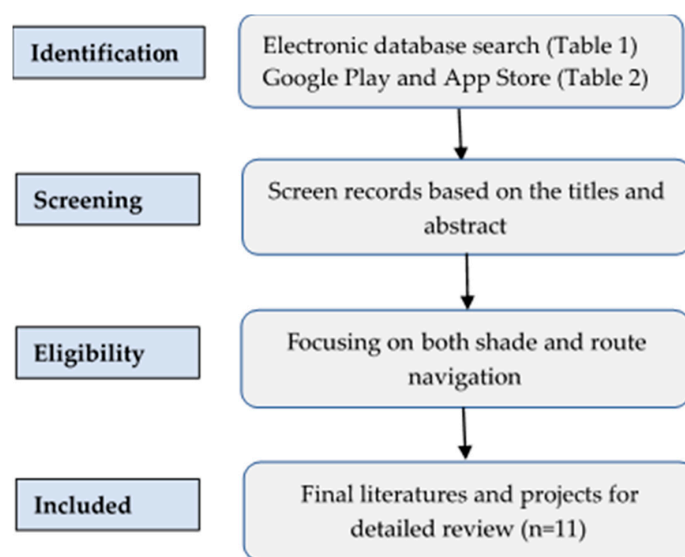 Identification
Electronic database search (Table 1)
Google Play and App Store (Table 2)
Screening
Screen records based on the titles and
abstract
Eligibility
Focusing on both shade and route
navigation
Included
Final literatures and projects for
detailed review (n=11)